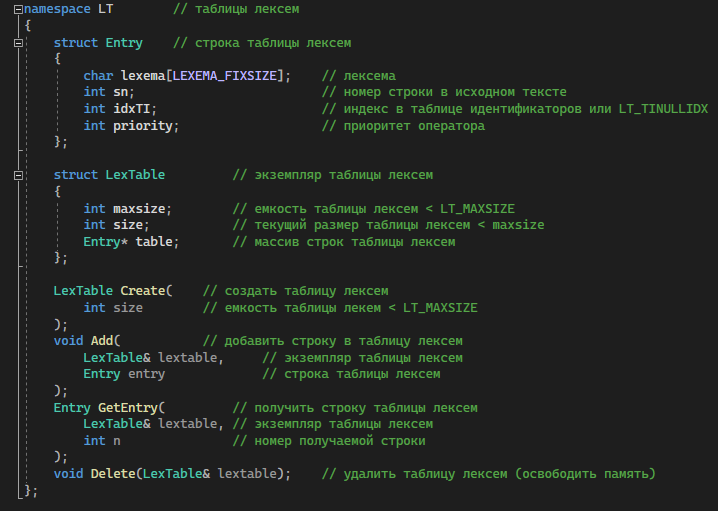 namespace LT        // таблицы лексем
{
    struct Entry    // строка таблицы лексем
    {
        char lexema[LEXEMA_FIXSIZE];    // лексема
        int sn;                         // номер строки в исходном тексте
        int idxTI;                      // индекс в таблице идентификаторов или LT_TINULLIDX
        int priority;                   // приоритет оператора
    };

    struct LexTable         // экземпляр таблицы лексем
    {
        int maxsize;        // емкость таблицы лексем < LT_MAXSIZE
        int size;           // текущий размер таблицы лексем < maxsize
        Entry* table;       // массив строк таблицы лексем
    };

    LexTable Create(    // создать таблицу лексем
        int size        // емкость таблицы лекем < LT_MAXSIZE
    );
    void Add(           // добавить строку в таблицу лексем
        LexTable& lextable,     // экземпляр таблицы лексем
        Entry entry             // строка таблицы лексем
    );
    Entry GetEntry(         // получить строку таблицы лексем
        LexTable& lextable, // экземпляр таблицы лексем
        int n               // номер получаемой строки
    );
    void Delete(LexTable& lextable);    // удалить таблицу лексем (освободить память)
};